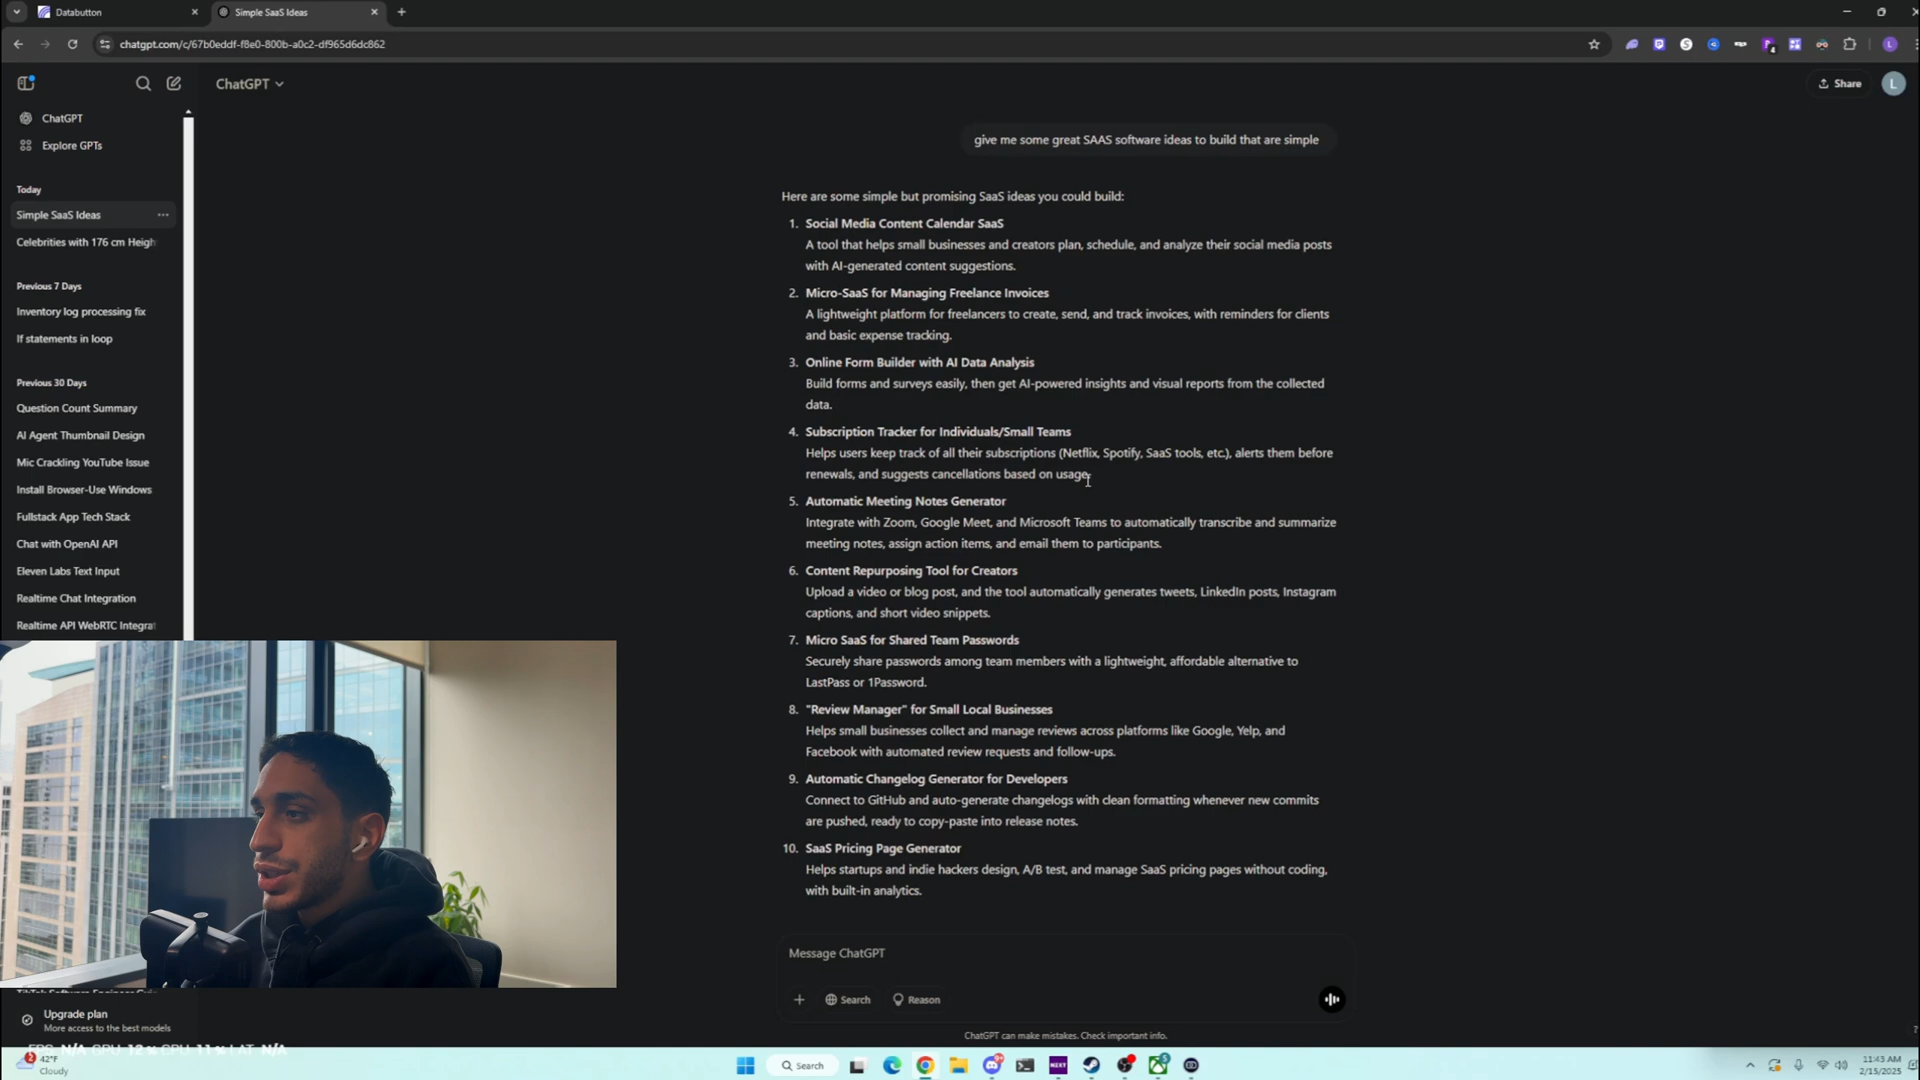 Databutton
Simple SaaS Ideas
chatgpt.com/c/67b0eddf-f8e0-800b-a0c2-df965d6dc862
L
ChatGPT
Share
L
ChatGPT
Explore GPTs
Today
Simple SaaS Ideas
Celebrities with 176 cm Heigh
Previous 7 Days
Inventory log processing fix
If statements in loop
Previous 30 Days
Question Count Summary
AI Agent Thumbnail Design
Mic Crackling YouTube Issue
Install Browser-Use Windows
Fullstack App Tech Stack
Chat with OpenAI API
Eleven Labs Text Input
Realtime Chat Integration
Realtime API WebRTC Integrat
Upgrade plan
More access to the best models
give me some great SAAS software ideas to build that are simple
Here are some simple but promising SaaS ideas you could build:
1. Social Media Content Calendar SaaS
A tool that helps small businesses and creators plan, schedule, and analyze their social media posts
with AI-generated content suggestions.
2. Micro-SaaS for Managing Freelance Invoices
A lightweight platform for freelancers to create, send, and track invoices, with reminders for clients
and basic expense tracking.
3. Online Form Builder with AI Data Analysis
Build forms and surveys easily, then get AI-powered insights and visual reports from the collected
data.
4. Subscription Tracker for Individuals/Small Teams
Helps users keep track of all their subscriptions (Netflix, Spotify, SaaS tools, etc.), alerts them before
renewals, and suggests cancellations based on usage.
5. Automatic Meeting Notes Generator
Integrate with Zoom, Google Meet, and Microsoft Teams to automatically transcribe and summarize
meeting notes, assign action items, and email them to participants.
6. Content Repurposing Tool for Creators
Upload a video or blog post, and the tool automatically generates tweets, LinkedIn posts, Instagram
captions, and short video snippets.
7. Micro SaaS for Shared Team Passwords
Securely share passwords among team members with a lightweight, affordable alternative to
LastPass or 1Password.
8. "Review Manager" for Small Local Businesses
Helps small businesses collect and manage reviews across platforms like Google, Yelp, and
Facebook with automated review requests and follow-ups.
9. Automatic Changelog Generator for Developers
Connect to GitHub and auto-generate changelogs with clean formatting whenever new commits
are pushed, ready to copy-paste into release notes.
10. SaaS Pricing Page Generator
Helps startups and indie hackers design, A/B test, and manage SaaS pricing pages without coding,
with built-in analytics.
Message ChatGPT
Search
Reason
ChatGPT can make mistakes. Check important info.
?
FPS N/A GPU 12 % CPU 11 % LAT N/A
2
42°F
Cloudy
Search
11:43 AM
2/15/2025